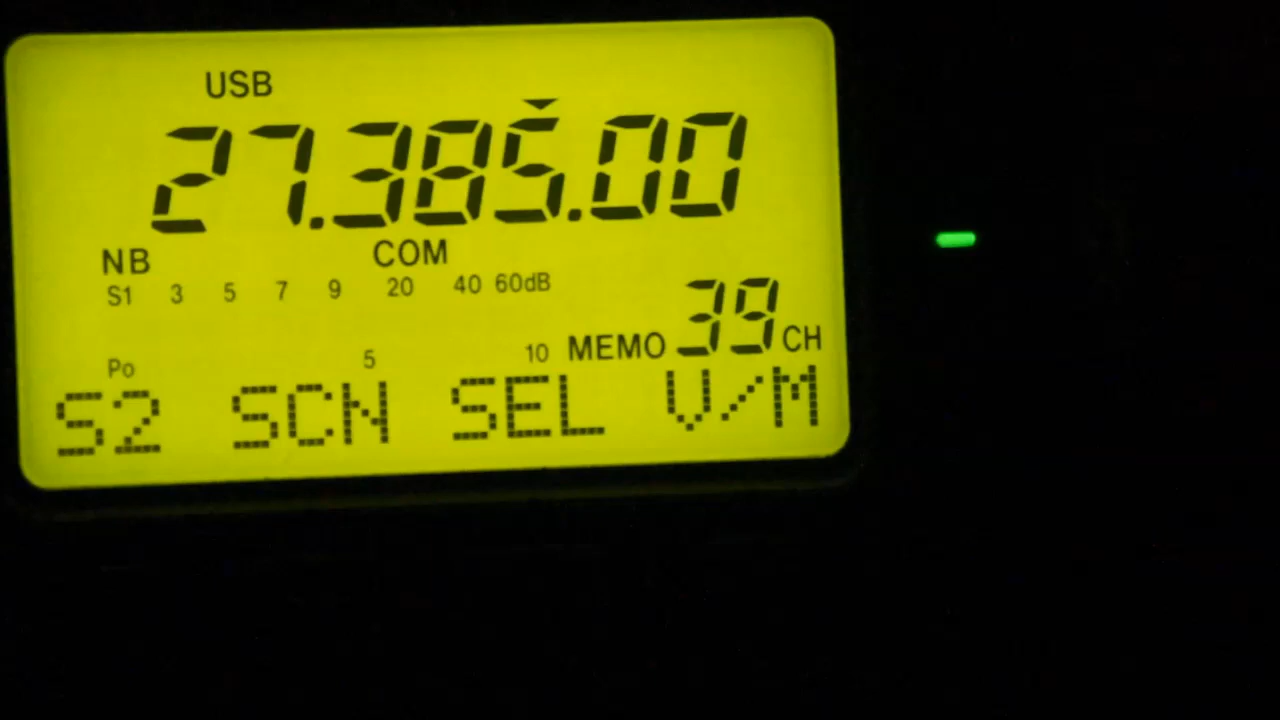 USB
27.385.00
NB COM
S1 3 5 7 9 20 40 60dB
Po 5 10 MEMO 39 CH
S2 SCN SEL V/M